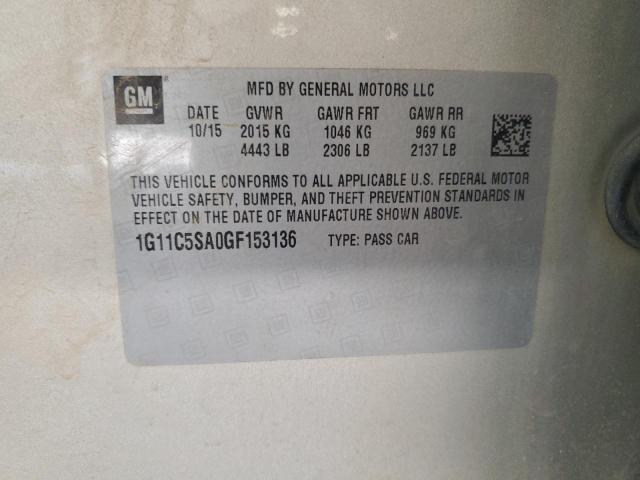 GM
MFD BY GENERAL MOTORS LLC
DATE GVWR GAWR FRT GAWR RR
10/15 2015 KG 1046 KG 969 KG
4443 LB 2306 LB 2137 LB
THIS VEHICLE CONFORMS TO ALL APPLICABLE U.S. FEDERAL MOTOR
VEHICLE SAFETY, BUMPER, AND THEFT PREVENTION STANDARDS IN
EFFECT ON THE DATE OF MANUFACTURE SHOWN ABOVE.
1G11C5SA0GF153136 TYPE: PASS CAR